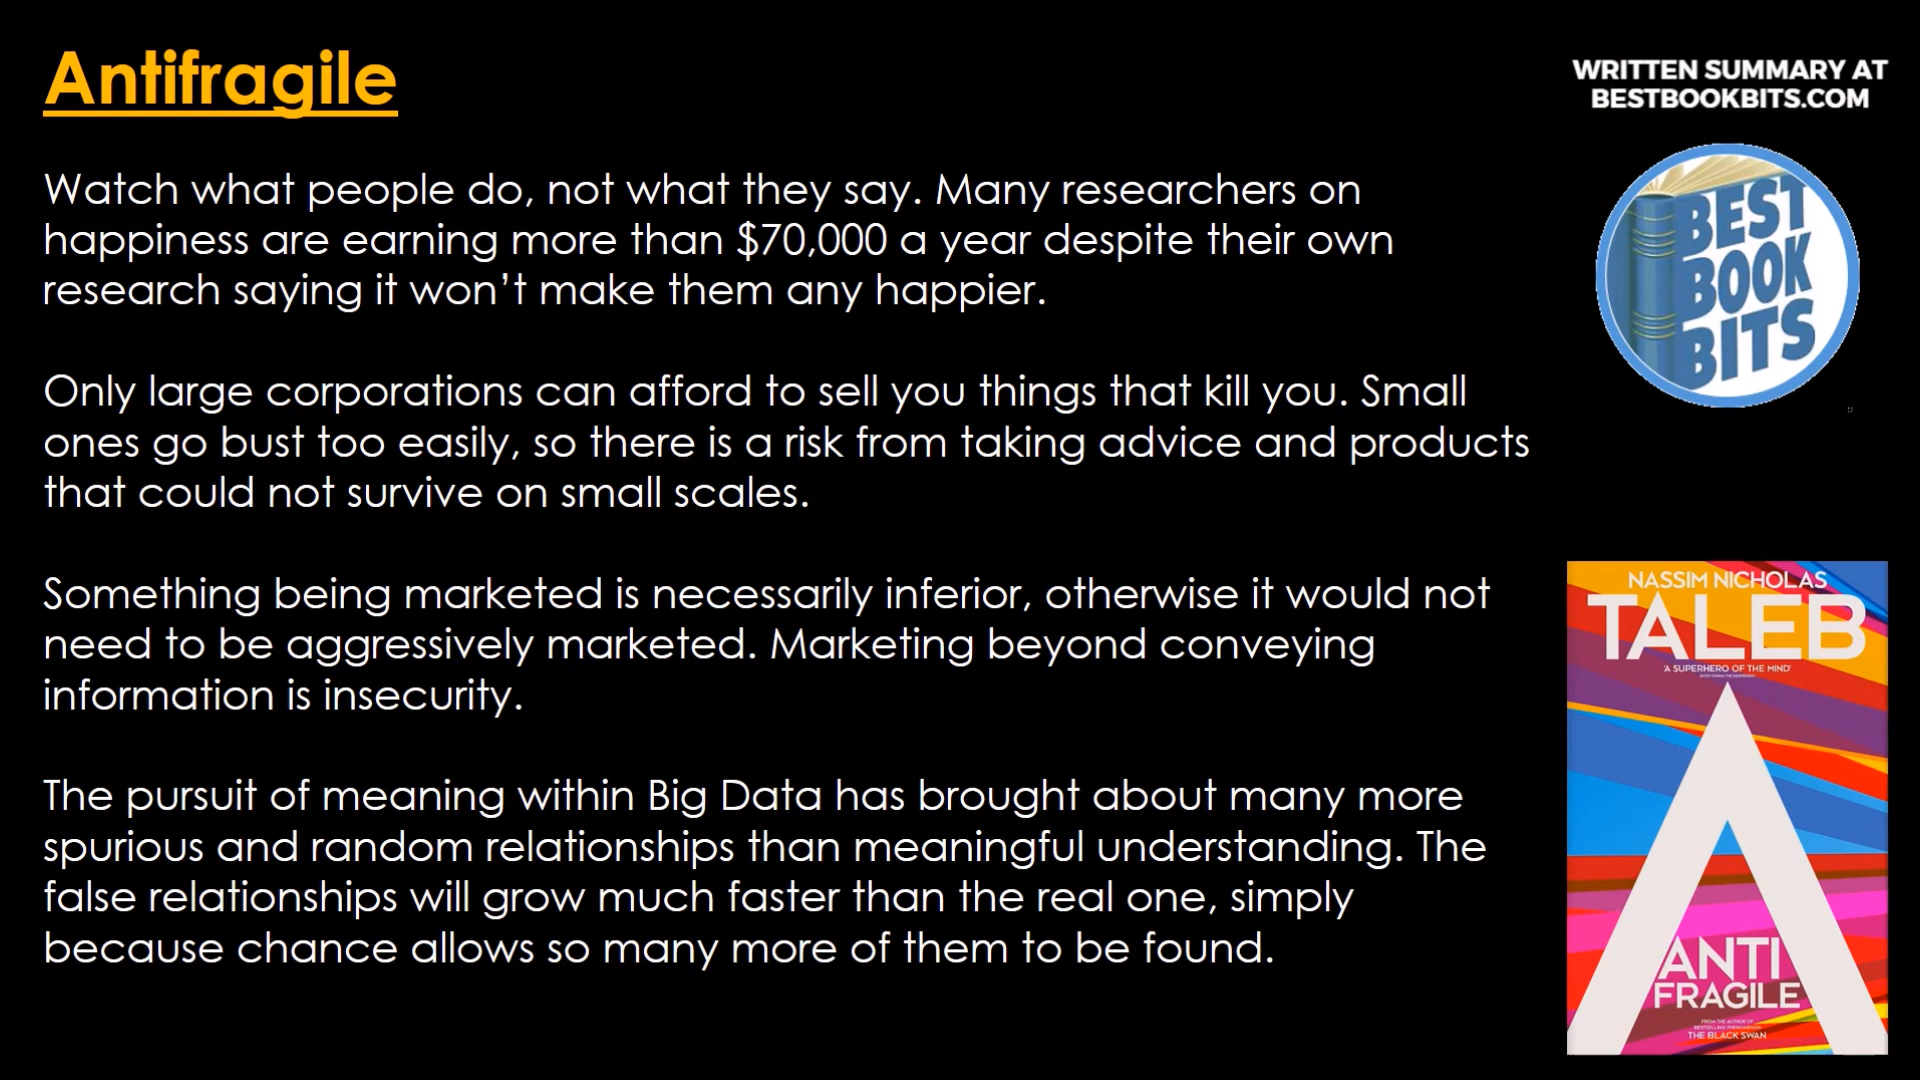 Antifragile
WRITTEN SUMMARY AT
BESTBOOKBITS.COM
Watch what people do, not what they say. Many researchers on
happiness are earning more than $70,000 a year despite their own
research saying it won’t make them any happier.
Only large corporations can afford to sell you things that kill you. Small
ones go bust too easily, so there is a risk from taking advice and products
that could not survive on small scales.
Something being marketed is necessarily inferior, otherwise it would not
need to be aggressively marketed. Marketing beyond conveying
information is insecurity.
The pursuit of meaning within Big Data has brought about many more
spurious and random relationships than meaningful understanding. The
false relationships will grow much faster than the real one, simply
because chance allows so many more of them to be found.
BEST
BOOK
BITS
NASSIM NICHOLAS
TALEB
'A SUPERHERO OF THE MIND'
ANTI
FRAGILE
FROM THE AUTHOR OF
BESTSELLING PHENOMENON
THE BLACK SWAN